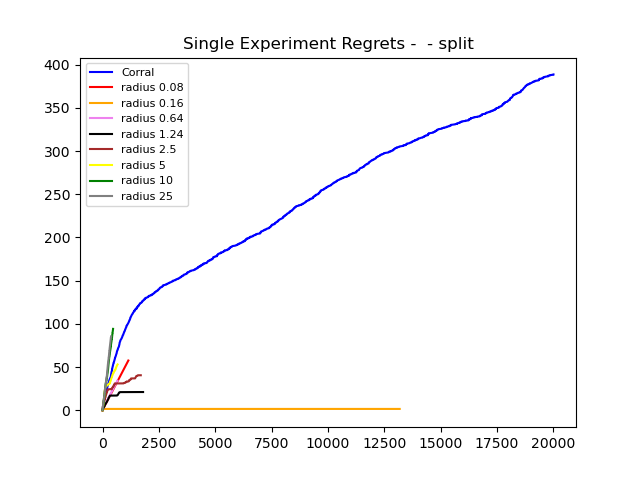 Single Experiment Regrets -  - split
400
350
300
250
200
150
100
50
0
Corral
radius 0.08
radius 0.16
radius 0.64
radius 1.24
radius 2.5
radius 5
radius 10
radius 25
0 2500 5000 7500 10000 12500 15000 17500 20000